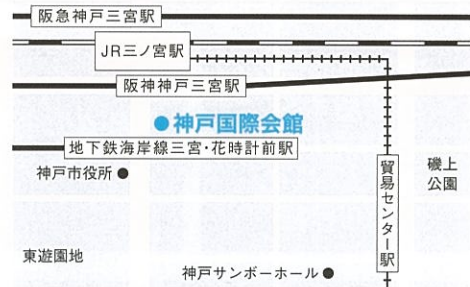 阪急神戸三宮駅
JR三ノ宮駅
阪神神戸三宮駅
●神戸国際会館
地下鉄海岸線三宮・花時計前駅
神戸市役所●
貿易センター駅
磯上
公園
東遊園地
神戸サンボーホール●